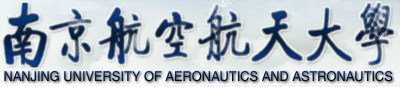 南京航空航天大學
NANJING UNIVERSITY OF AERONAUTICS AND ASTRONAUTICS